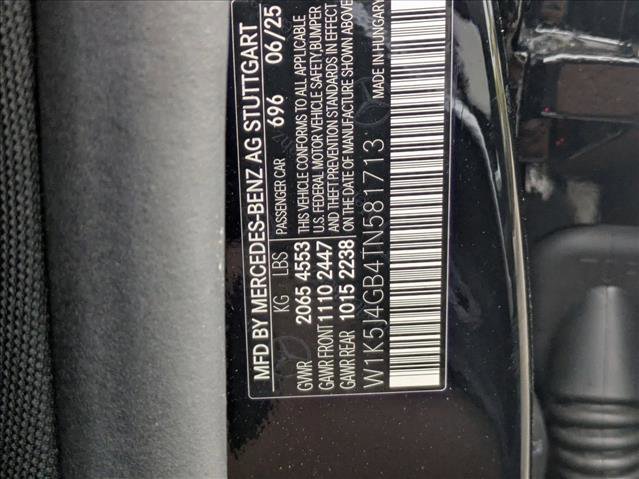 MFD BY MERCEDES-BENZ AG STUTTGART
PASSENGER CAR 696 06/25
KG LBS
GVWR 2065 4553
GAWR FRONT 1110 2447
GAWR REAR 1015 2238
THIS VEHICLE CONFORMS TO ALL APPLICABLE
U.S. FEDERAL MOTOR VEHICLE SAFETY, BUMPER
AND THEFT PREVENTION STANDARDS IN EFFECT
ON THE DATE OF MANUFACTURE SHOWN ABOVE
MADE IN HUNGARY
W1K5J4GB4TN581713